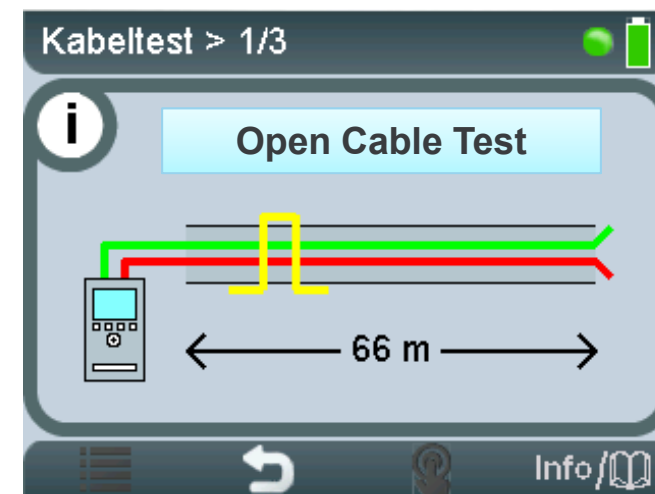 Kabeltest > 1/3
i
Open Cable Test
66 m
Info/